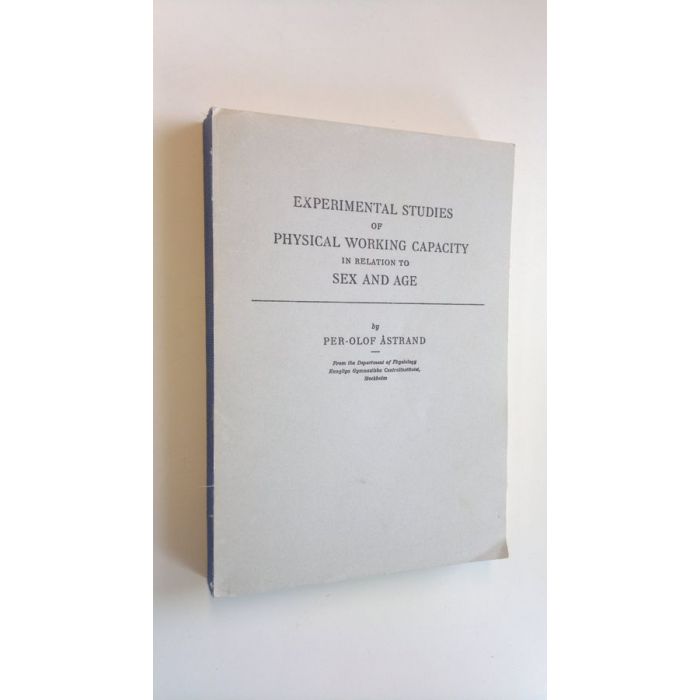 EXPERIMENTAL STUDIES
OF
PHYSICAL WORKING CAPACITY
IN RELATION TO
SEX AND AGE
by
PER-OLOF ÅSTRAND
From the Department of Physiology
Kungliga Gymnastiska Centralinstitutet,
Stockholm